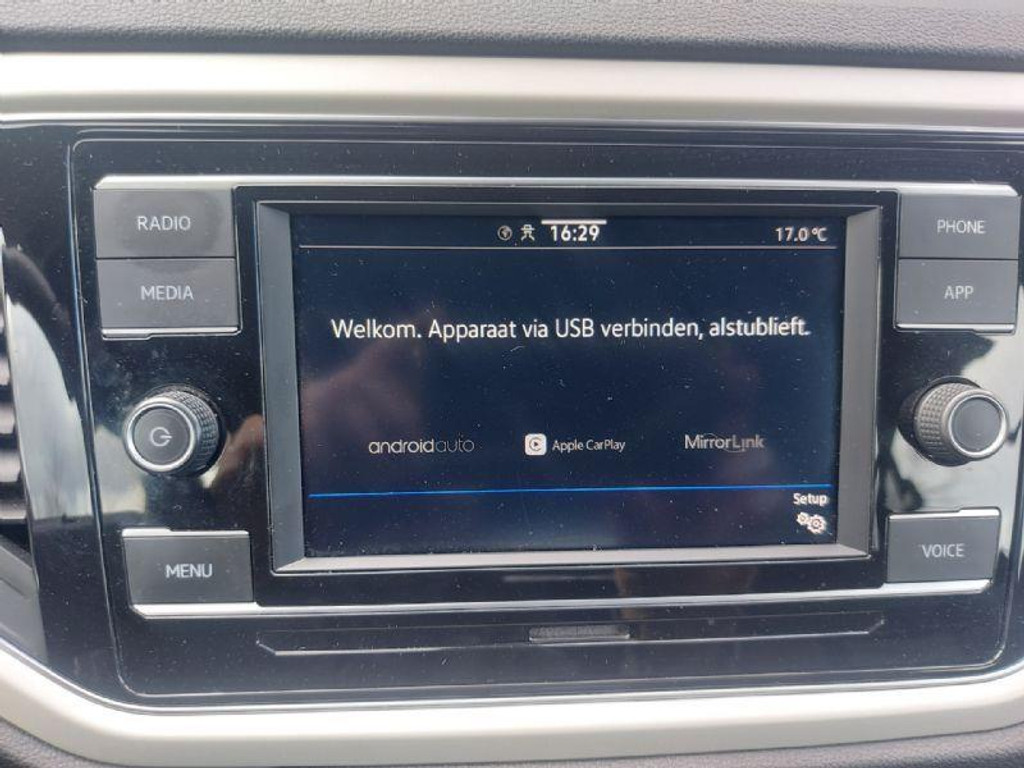 RADIO
MEDIA
MENU
16:29
17.0°C
Welkom. Apparaat via USB verbinden, alstublieft.
androidauto
Apple CarPlay
MirrorLink
Setup
PHONE
APP
VOICE